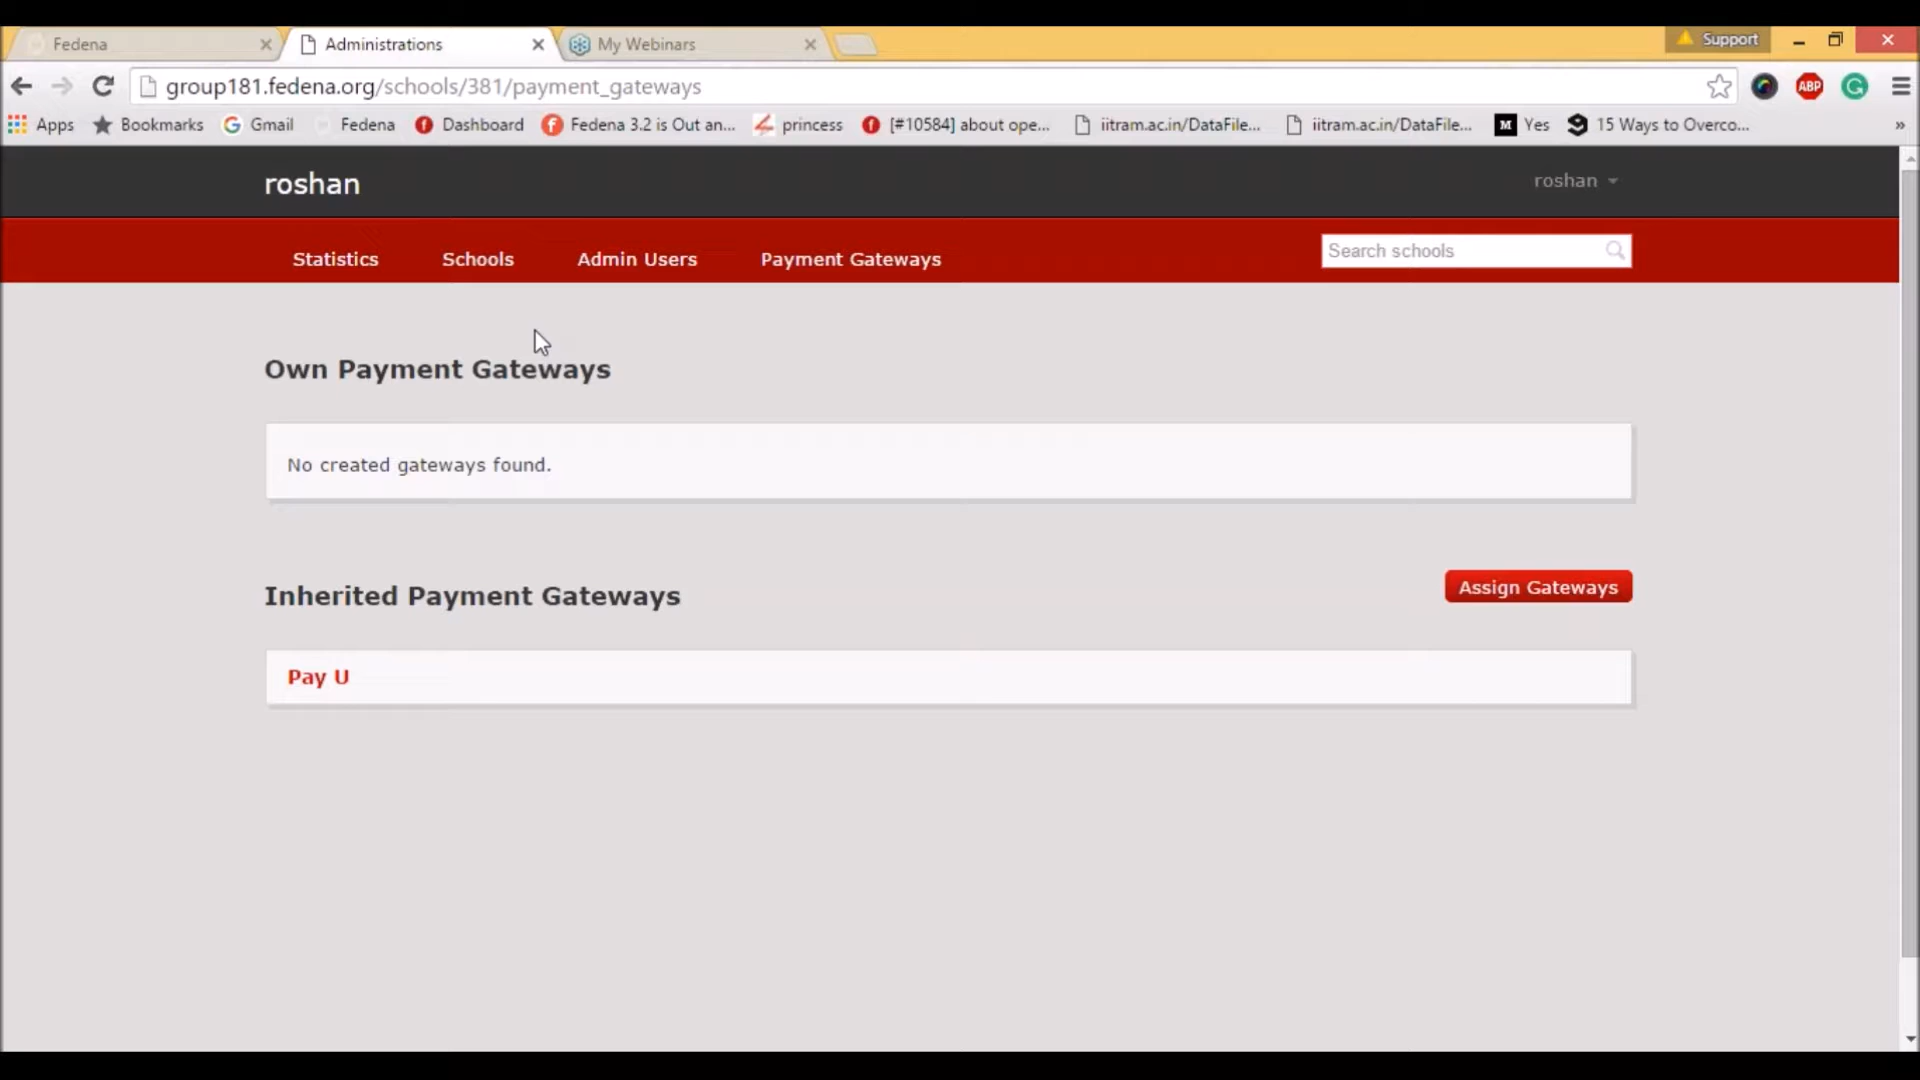 Fedena
Administrations
My Webinars
Support
group181.fedena.org/schools/381/payment_gateways
ABP
Apps
Bookmarks
Gmail
Fedena
Dashboard
Fedena 3.2 is Out an...
princess
[#10584] about ope...
iitram.ac.in/DataFile...
iitram.ac.in/DataFile...
M
Yes
15 Ways to Overco...
»
roshan
roshan
Statistics
Schools
Admin Users
Payment Gateways
Search schools
Own Payment Gateways
No created gateways found.
Inherited Payment Gateways
Assign Gateways
Pay U